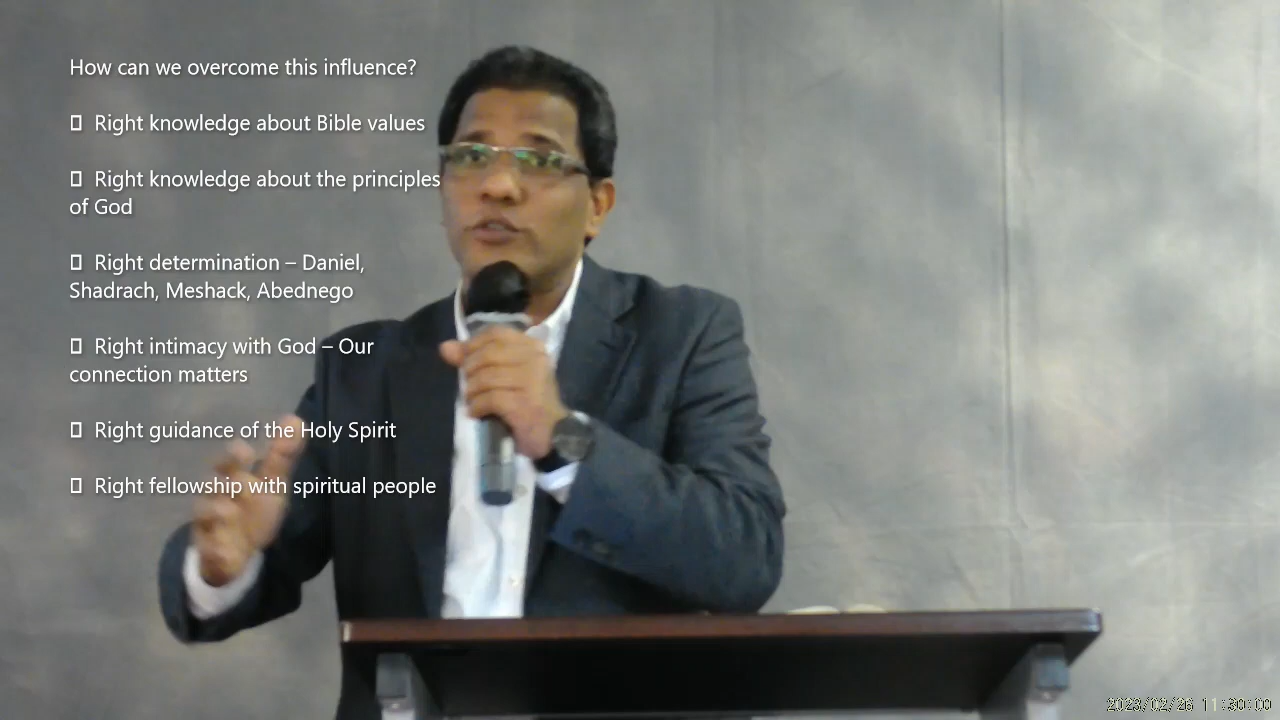 How can we overcome this influence?
▯ Right knowledge about Bible values
▯ Right knowledge about the principles
of God
▯ Right determination – Daniel,
Shadrach, Meshack, Abednego
▯ Right intimacy with God – Our
connection matters
▯ Right guidance of the Holy Spirit
▯ Right fellowship with spiritual people
2023/02/26 11:30:00